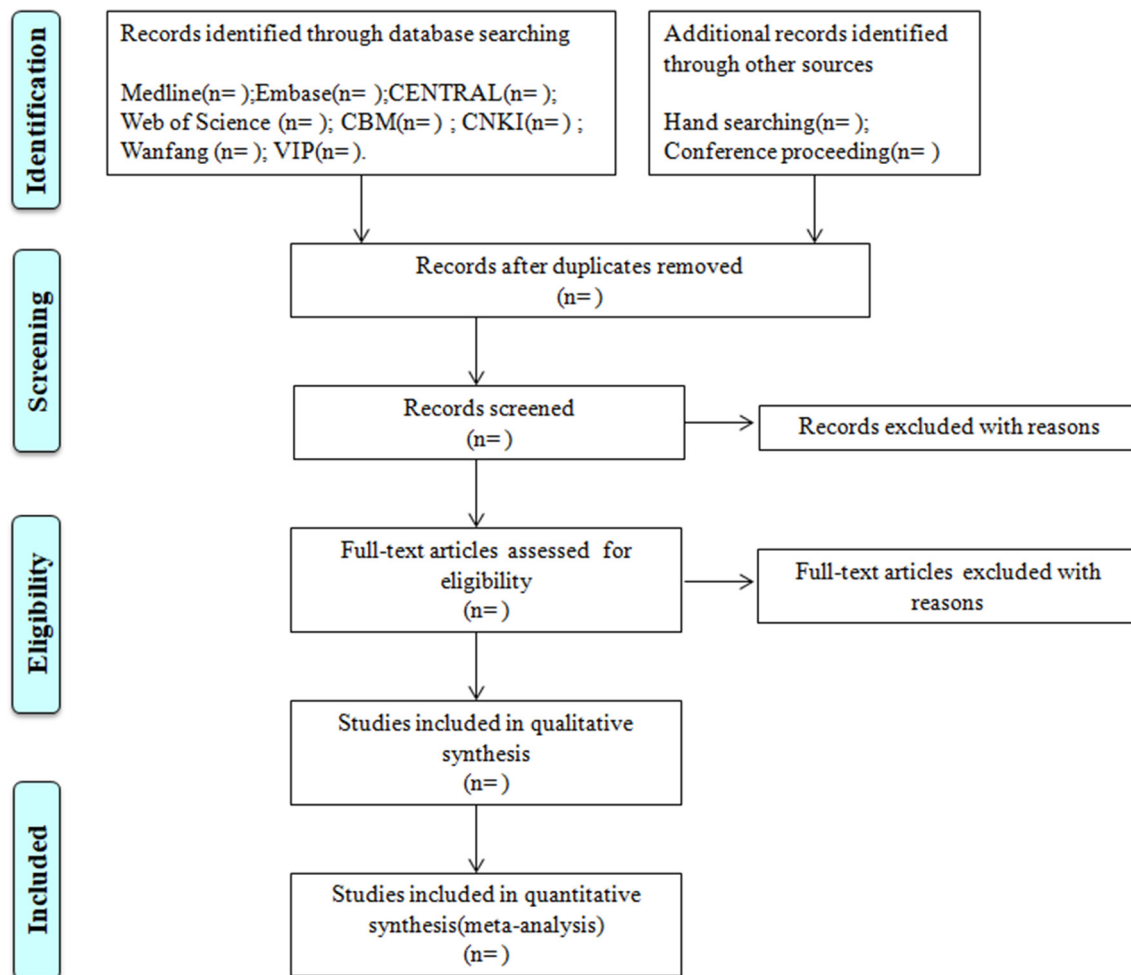 Identification
Records identified through database searching
Medline(n= );Embase(n= );CENTRAL(n= );
Web of Science (n= ); CBM(n= ) ; CNKI(n= ) ;
Wanfang (n= ); VIP(n= ).
Additional records identified
through other sources
Hand searching(n= );
Conference proceeding(n= )
Screening
Records after duplicates removed
(n= )
Records screened
(n= )
Records excluded with reasons
Eligibility
Full-text articles assessed for
eligibility
(n= )
Full-text articles excluded with
reasons
Studies included in qualitative
synthesis
(n= )
Included
Studies included in quantitative
synthesis(meta-analysis)
(n= )